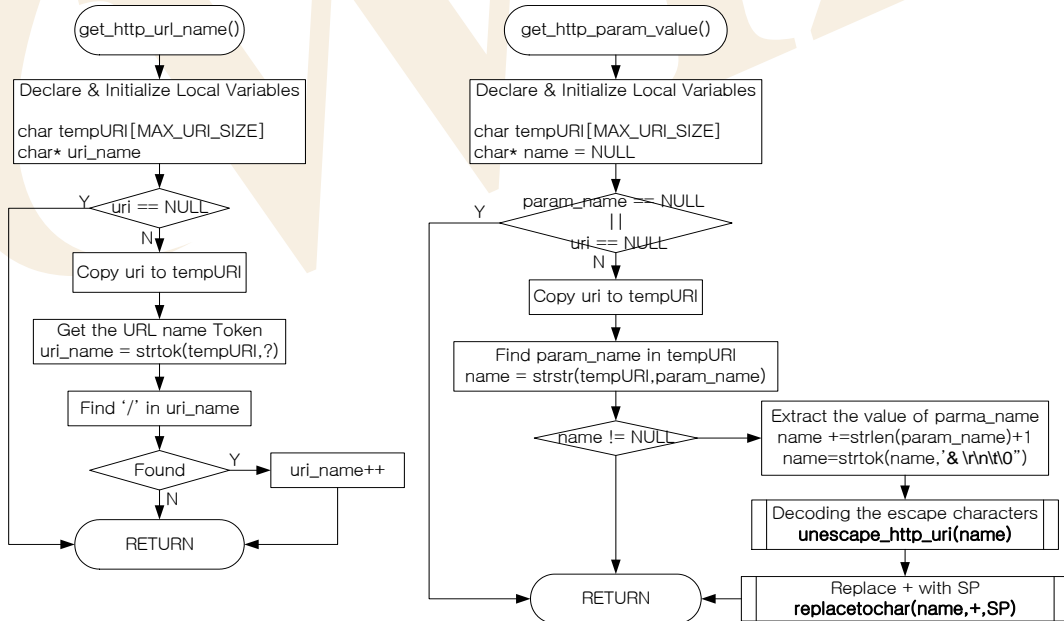 get_http_url_name()
Declare & Initialize Local Variables
char tempURI[MAX_URI_SIZE]
char* uri_name
Y
uri == NULL
N
Copy uri to tempURI
Get the URL name Token
uri_name = strtok(tempURI,?)
Find ‘/’ in uri_name
Found
Y
uri_name++
N
RETURN
get_http_param_value()
Declare & Initialize Local Variables
char tempURI[MAX_URI_SIZE]
char* name = NULL
Y
param_name == NULL
||
uri == NULL
N
Copy uri to tempURI
Find param_name in tempURI
name = strstr(tempURI,param_name)
name != NULL
Extract the value of parma_name
name +=strlen(param_name)+1
name=strtok(name,’& \r\n\t\0”)
Decoding the escape characters
unescape_http_uri(name)
Replace + with SP
replacetochar(name,+,SP)
RETURN